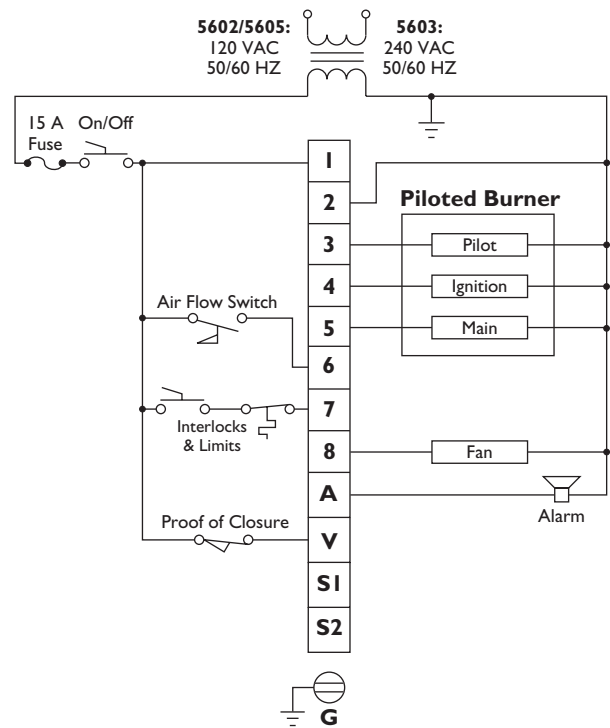 5602/5605:
120 VAC
50/60 HZ
5603:
240 VAC
50/60 HZ
15 A
Fuse
On/Off
1
2
Piloted Burner
3
Pilot
4
Ignition
5
Main
Air Flow Switch
6
7
Interlocks
& Limits
8
Fan
A
Alarm
Proof of Closure
V
S1
S2
G